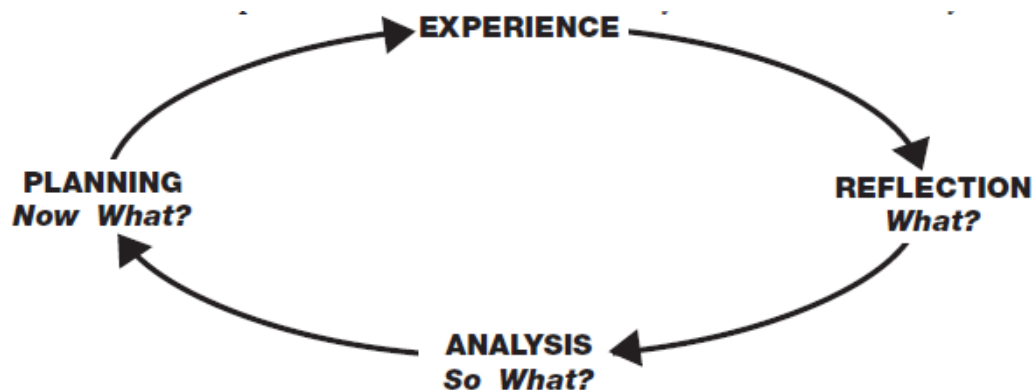 EXPERIENCE
REFLECTION
What?
ANALYSIS
So What?
PLANNING
Now What?